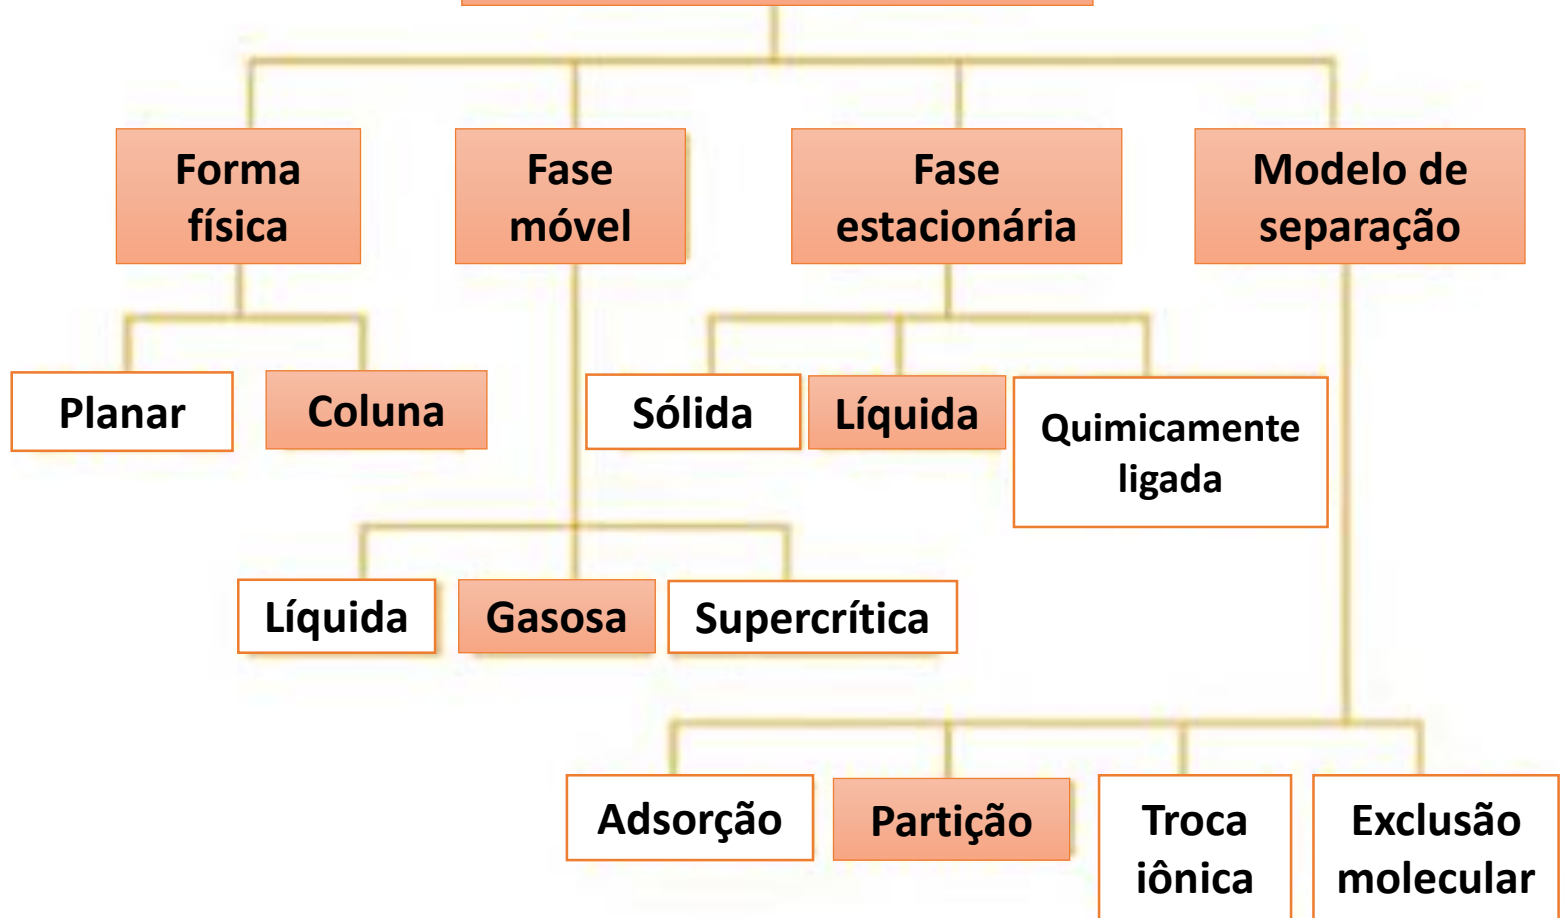 Forma
física
Fase
móvel
Fase
estacionária
Modelo de
separação
Planar
Coluna
Sólida
Líquida
Quimicamente
ligada
Líquida
Gasosa
Supercrítica
Adsorção
Partição
Troca
iônica
Exclusão
molecular